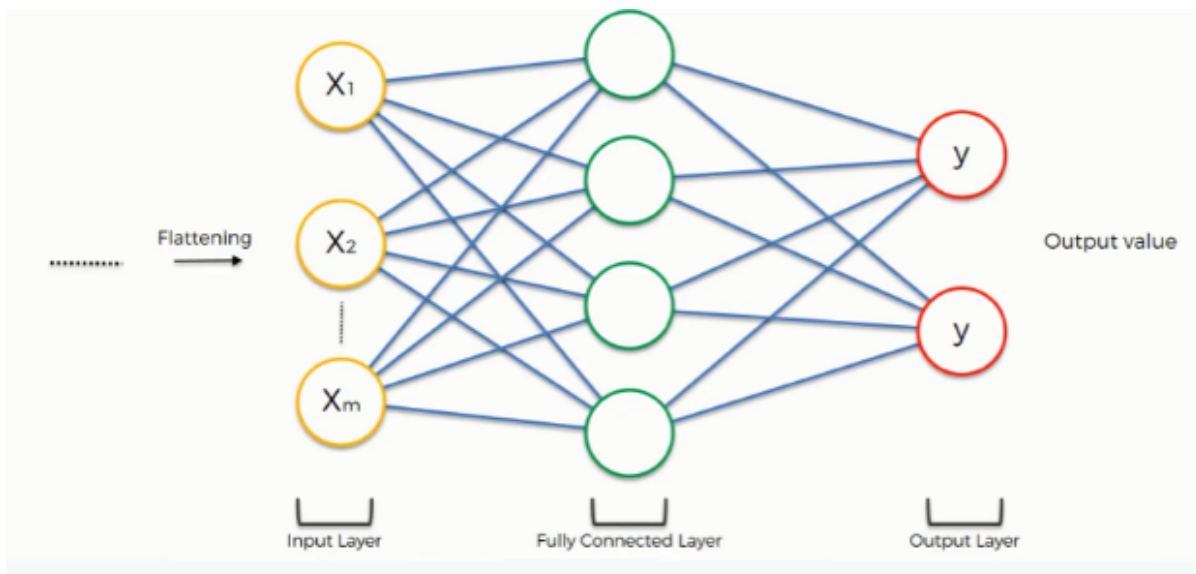 X1
Flattening
X2
Xm
y
y
Output value
Input Layer
Fully Connected Layer
Output Layer